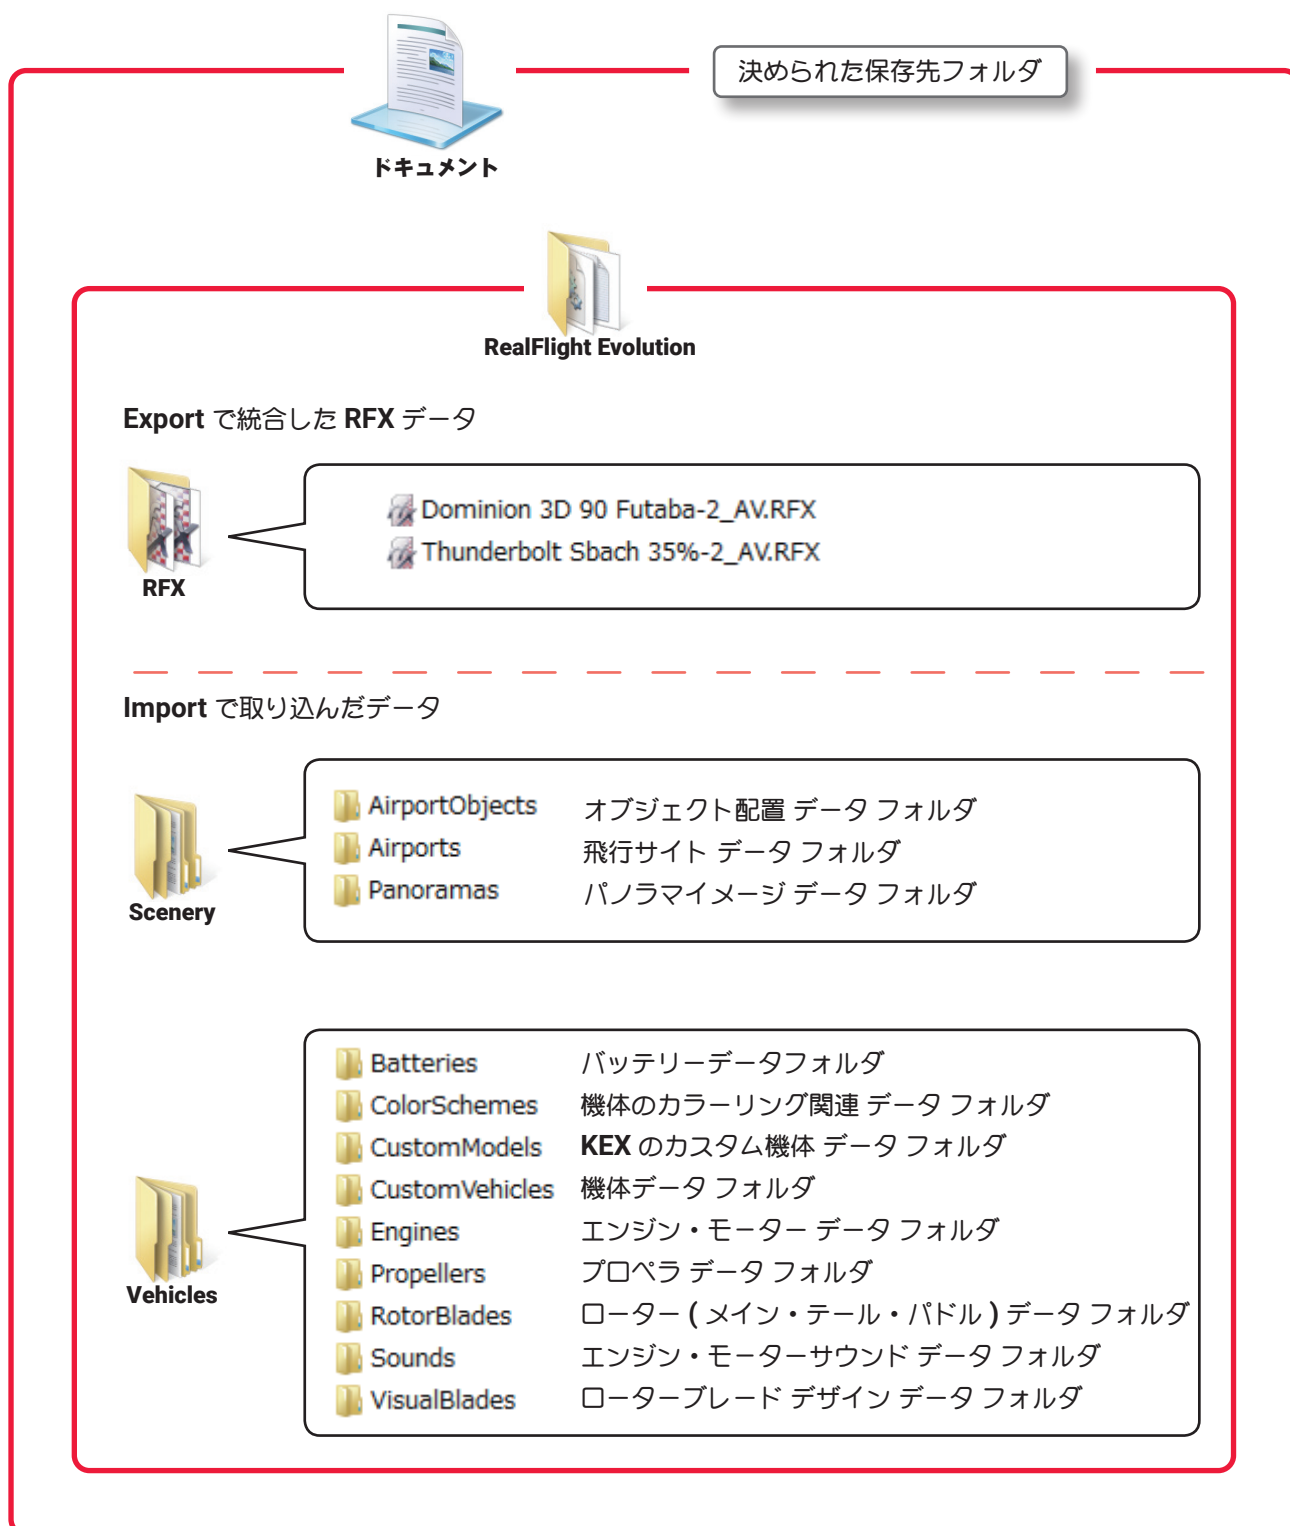 決められた保存先フォルダ
ドキュメント
RealFlight Evolution
Export で統合した RFX データ
Dominion 3D 90 Futaba-2_AV.RFX
Thunderbolt Sbach 35%-2_AV.RFX
RFX
Import で取り込んだデータ
AirportObjects オブジェクト配置 データ フォルダ
Airports 飛行サイト データ フォルダ
Panoramas パノラマイメージ データ フォルダ
Scenery
Batteries バッテリーデータフォルダ
ColorSchemes 機体のカラーリング関連 データ フォルダ
CustomModels KEX のカスタム機体 データ フォルダ
CustomVehicles 機体データ フォルダ
Engines エンジン・モーター データ フォルダ
Propellers プロペラ データ フォルダ
RotorBlades ローター ( メイン・テール・パドル ) データ フォルダ
Sounds エンジン・モーターサウンド データ フォルダ
VisualBlades ローターブレード デザイン データ フォルダ
Vehicles